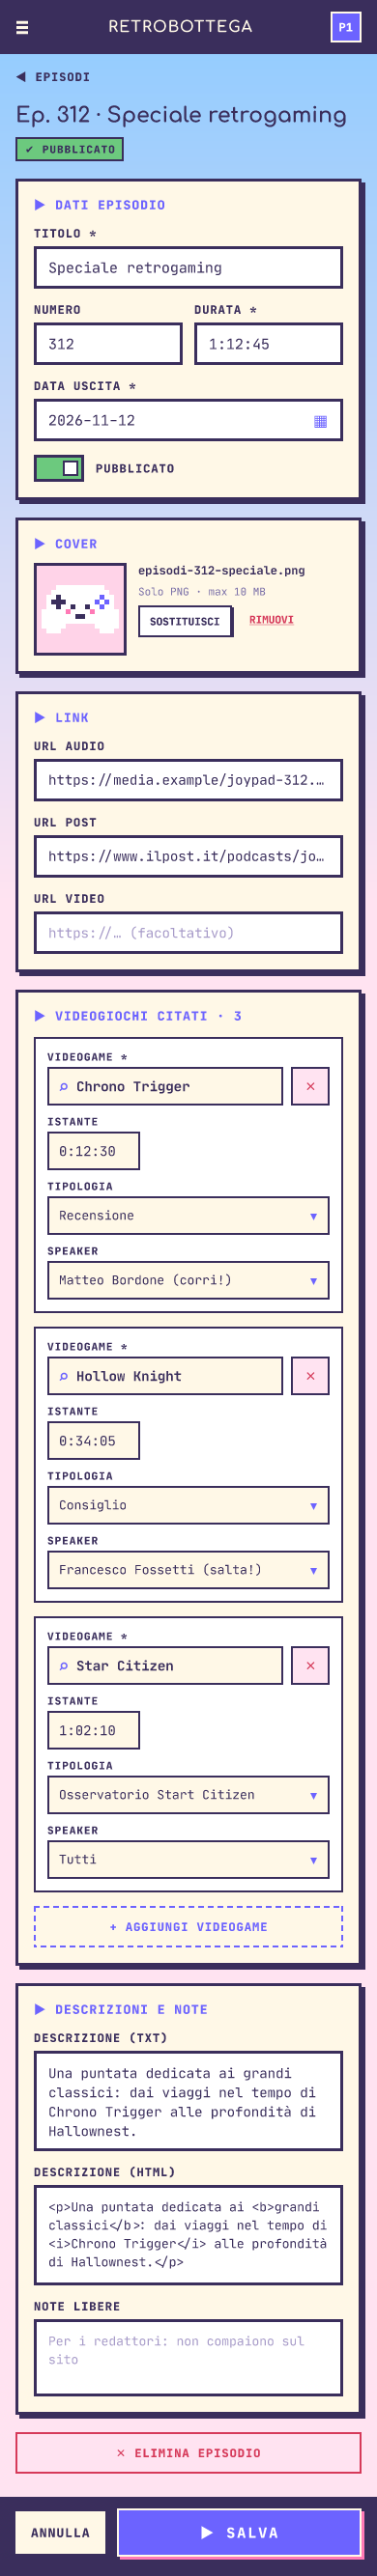 RETROBOTTEGA
P1
◀ EPISODI
Ep. 312 · Speciale retrogaming
✔ PUBBLICATO
▶ DATI EPISODIO
TITOLO *
Speciale retrogaming
NUMERO DURATA *
312 1:12:45
DATA USCITA *
2026-11-12
PUBBLICATO
▶ COVER
episodi-312-speciale.png
Solo PNG · max 10 MB
SOSTITUISCI RIMUOVI
▶ LINK
URL AUDIO
https://media.example/joypad-312.…
URL POST
https://www.ilpost.it/podcasts/jo…
URL VIDEO
https://… (facoltativo)
▶ VIDEOGIOCHI CITATI · 3
VIDEOGAME *
Chrono Trigger ×
ISTANTE
0:12:30
TIPOLOGIA
Recensione ▼
SPEAKER
Matteo Bordone (corri!) ▼
VIDEOGAME *
Hollow Knight ×
ISTANTE
0:34:05
TIPOLOGIA
Consiglio ▼
SPEAKER
Francesco Fossetti (salta!) ▼
VIDEOGAME *
Star Citizen ×
ISTANTE
1:02:10
TIPOLOGIA
Osservatorio Start Citizen ▼
SPEAKER
Tutti ▼
+ AGGIUNGI VIDEOGAME
▶ DESCRIZIONI E NOTE
DESCRIZIONE (TXT)
Una puntata dedicata ai grandi
classici: dai viaggi nel tempo di
Chrono Trigger alle profondità di
Hallownest.
DESCRIZIONE (HTML)
<p>Una puntata dedicata ai <b>grandi
classici</b>: dai viaggi nel tempo di
<i>Chrono Trigger</i> alle profondità
di Hallownest.</p>
NOTE LIBERE
Per i redattori: non compaiono sul
sito
× ELIMINA EPISODIO
ANNULLA ▶ SALVA